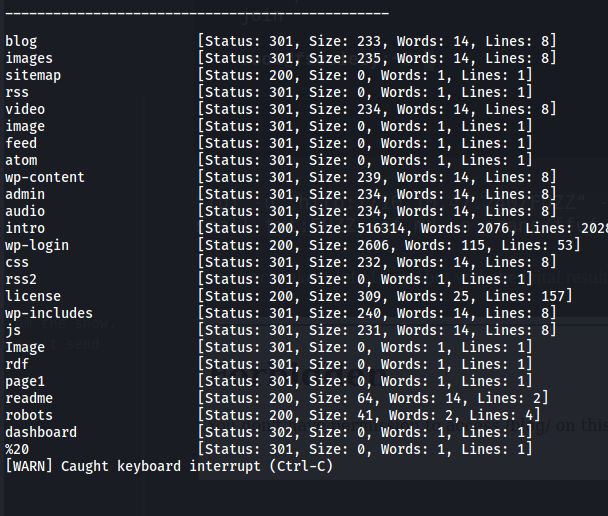 join
------------------------------------------------
blog [Status: 301, Size: 233, Words: 14, Lines: 8]
images [Status: 301, Size: 235, Words: 14, Lines: 8]
sitemap [Status: 200, Size: 0, Words: 1, Lines: 1]
rss [Status: 301, Size: 0, Words: 1, Lines: 1]
video [Status: 301, Size: 234, Words: 14, Lines: 8]
image [Status: 301, Size: 0, Words: 1, Lines: 1]
feed [Status: 301, Size: 0, Words: 1, Lines: 1]
atom [Status: 301, Size: 0, Words: 1, Lines: 1]
wp-content [Status: 301, Size: 239, Words: 14, Lines: 8]
admin [Status: 301, Size: 234, Words: 14, Lines: 8]
audio [Status: 301, Size: 234, Words: 14, Lines: 8]
intro [Status: 200, Size: 516314, Words: 2076, Lines: 2028
wp-login [Status: 200, Size: 2606, Words: 115, Lines: 53]
css [Status: 301, Size: 232, Words: 14, Lines: 8]
rss2 [Status: 301, Size: 0, Words: 1, Lines: 1]
license [Status: 200, Size: 309, Words: 25, Lines: 157]
wp-includes [Status: 301, Size: 240, Words: 14, Lines: 8]
js [Status: 301, Size: 231, Words: 14, Lines: 8]
Image [Status: 301, Size: 0, Words: 1, Lines: 1]
rdf [Status: 301, Size: 0, Words: 1, Lines: 1]
page1 [Status: 301, Size: 0, Words: 1, Lines: 1]
readme [Status: 200, Size: 64, Words: 14, Lines: 2]
robots [Status: 200, Size: 41, Words: 2, Lines: 4]
dashboard [Status: 302, Size: 0, Words: 1, Lines: 1]
%20 [Status: 301, Size: 0, Words: 1, Lines: 1]
[WARN] Caught keyboard interrupt (Ctrl-C)